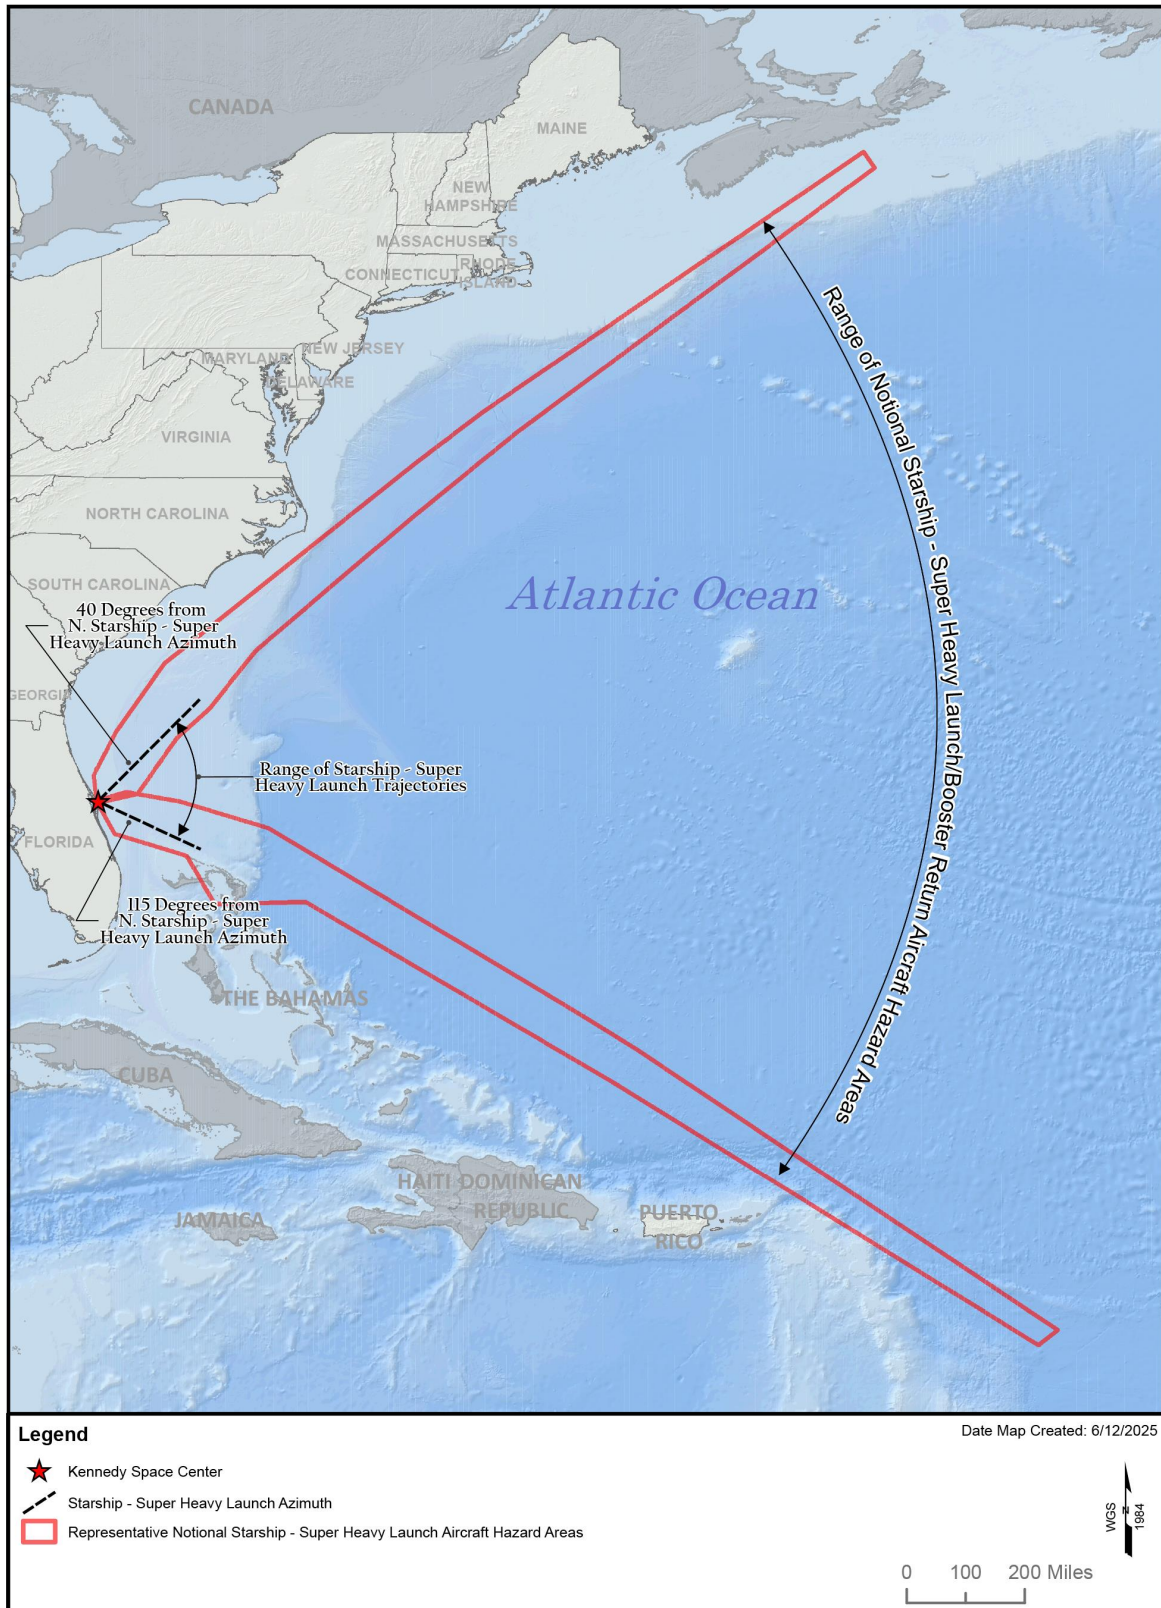 CANADA
MAINE
NEW
HAMPSHIRE
MASSACHUSETTS
RHODE
CONNECTICUT
ISLAND
NEW JERSEY
MARYLAND
DELAWARE
VIRGINIA
NORTH CAROLINA
SOUTH CAROLINA
40 Degrees from
N. Starship - Super
Heavy Launch Azimuth
GEORGIA
Atlantic Ocean
Range of Notional Starship - Super Heavy Launch/Booster Return Aircraft Hazard Areas
Range of Starship - Super
Heavy Launch Trajectories
FLORIDA
115 Degrees from
N. Starship - Super
Heavy Launch Azimuth
THE BAHAMAS
CUBA
HAITI
DOMINICAN
REPUBLIC
JAMAICA
PUERTO
RICO
Legend
Date Map Created: 6/12/2025
Kennedy Space Center
Starship - Super Heavy Launch Azimuth
Representative Notional Starship - Super Heavy Launch Aircraft Hazard Areas
WGS
N
1984
0 100 200 Miles